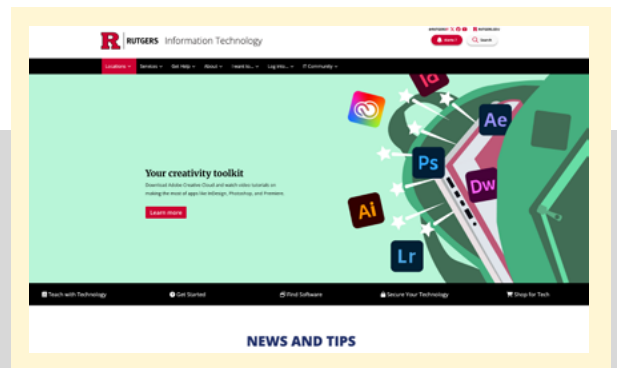 R RUTGERS Information Technology
Search
Locations Services Get Help About I want to... Log into... IT Community
Id
Ae
Ps
Dw
Ai
Lr
Your creativity toolkit
Download Adobe Creative Cloud and watch video tutorials on
making the most of apps like InDesign, Photoshop, and Premiere.
Learn more
Teach with Technology Get Started Find Software Secure Your Technology Shop for Tech
NEWS AND TIPS